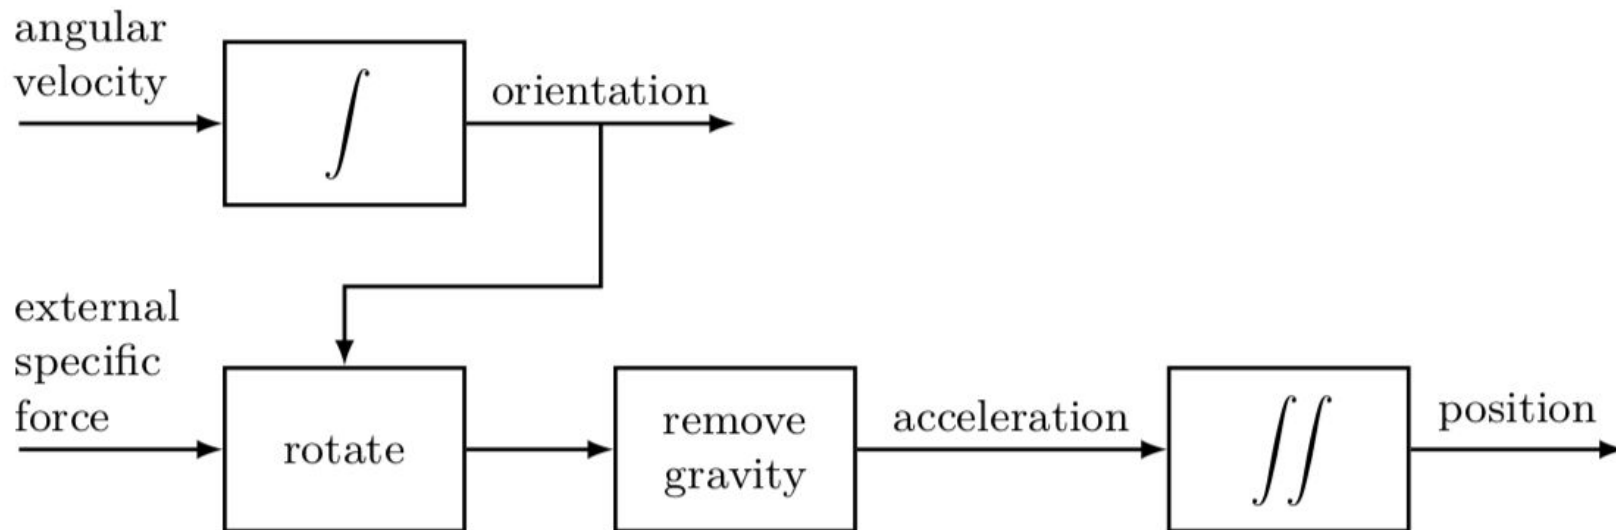 angular
velocity
∫
orientation
external
specific
force
rotate
remove
gravity
acceleration
∫∫
position